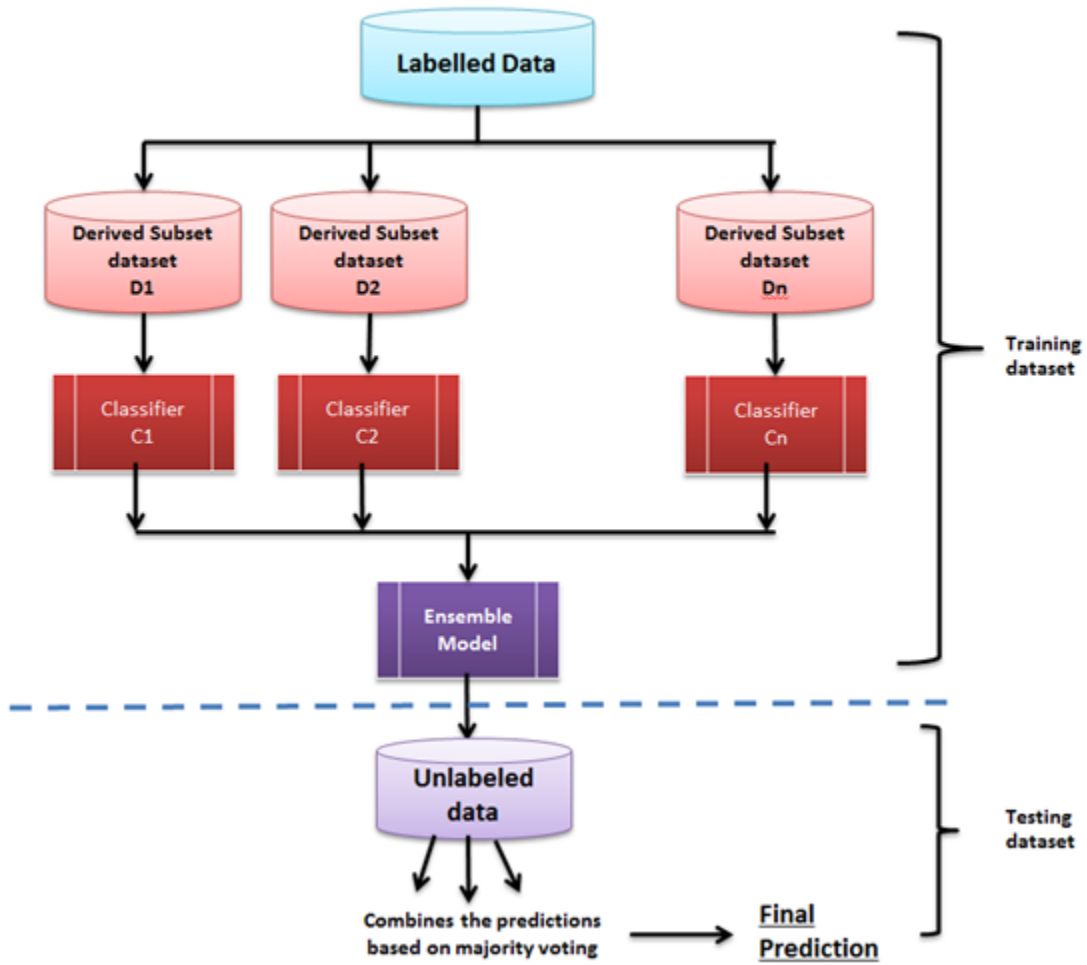 Labelled Data
Derived Subset
dataset
D1
Derived Subset
dataset
D2
Derived Subset
dataset
Dn
Training
dataset
Classifier
C1
Classifier
C2
Classifier
Cn
Ensemble
Model
Unlabeled
data
Testing
dataset
Combines the predictions
based on majority voting
Final
Prediction